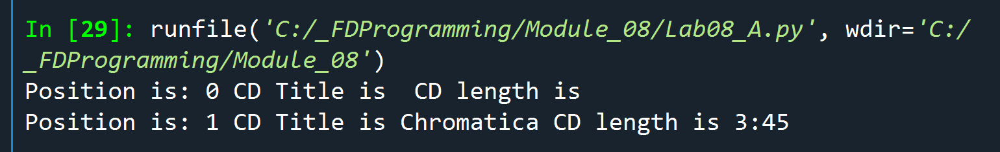 In [29]: runfile('C:/_FDProgramming/Module_08/Lab08_A.py', wdir='C:/
_FDProgramming/Module_08')
Position is: 0 CD Title is  CD length is
Position is: 1 CD Title is Chromatica CD length is 3:45